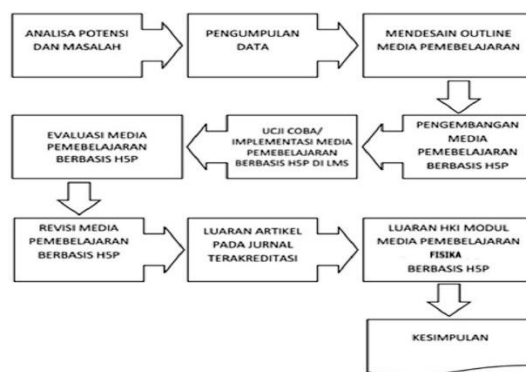 ANALISA POTENSI
DAN MASALAH
PENGUMPULAN
DATA
MENDESAIN OUTLINE
MEDIA PEMEBELAJARAN
PENGEMBANGAN
MEDIA
PEMEBELAJARAN
BERBASIS H5P
UCJI COBA/
IMPLEMENTASI MEDIA
PEMEBELAJARAN
BERBASIS H5P DI LMS
EVALUASI MEDIA
PEMEBELAJARAN
BERBASIS H5P
REVISI MEDIA
PEMEBELAJARAN
BERBASIS H5P
LUARAN ARTIKEL
PADA JURNAL
TERAKREDITASI
LUARAN HKI MODUL
MEDIA PEMEBELAJARAN
FISIKA
BERBASIS H5P
KESIMPULAN